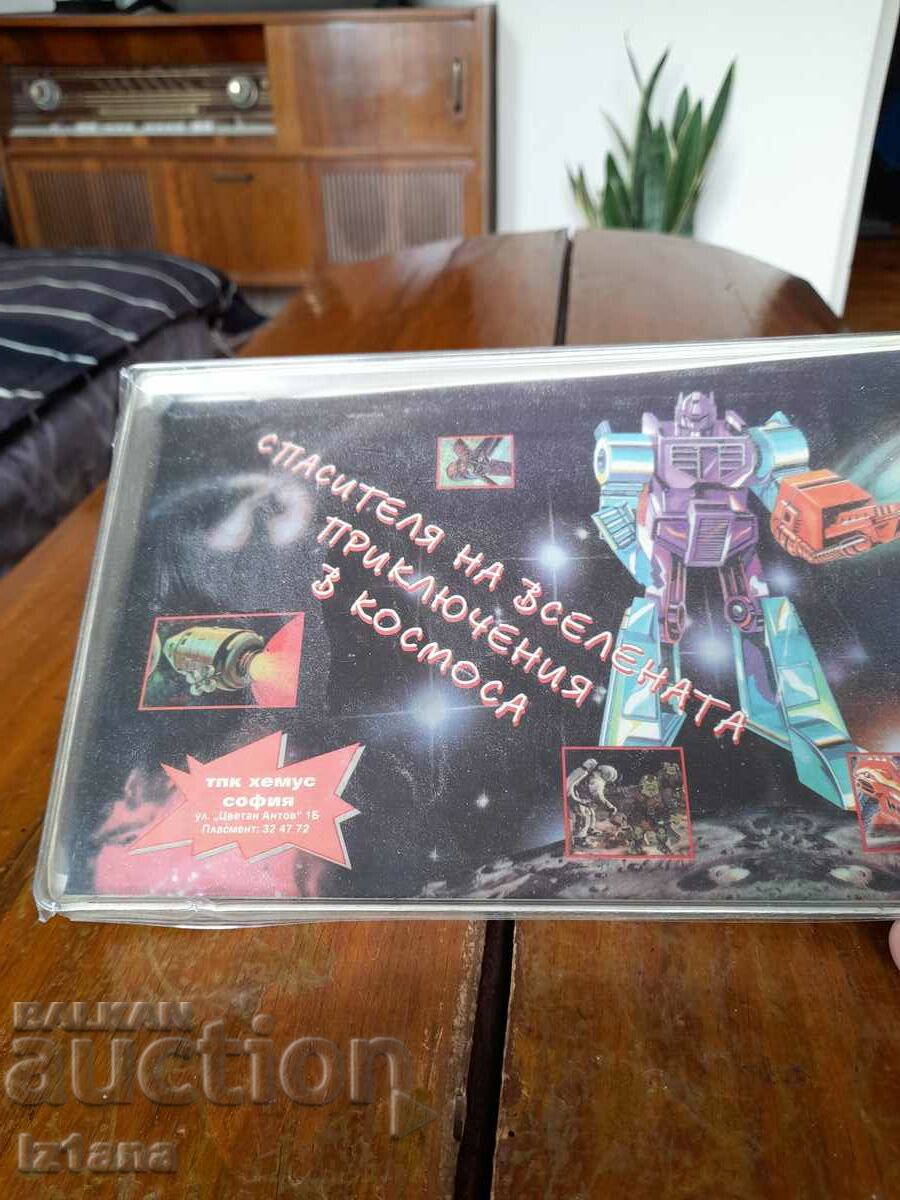 СПАСИТЕЛЯ НА ВСЕЛЕНАТА
ПРИКЛЮЧЕНИЯ
В КОСМОСА
ТПК ХЕМУС
СОФИЯ
ул. „Цветан Антов" 1Б
Пласмент: 32 47 72
BALKAN
auction
Iz1ana